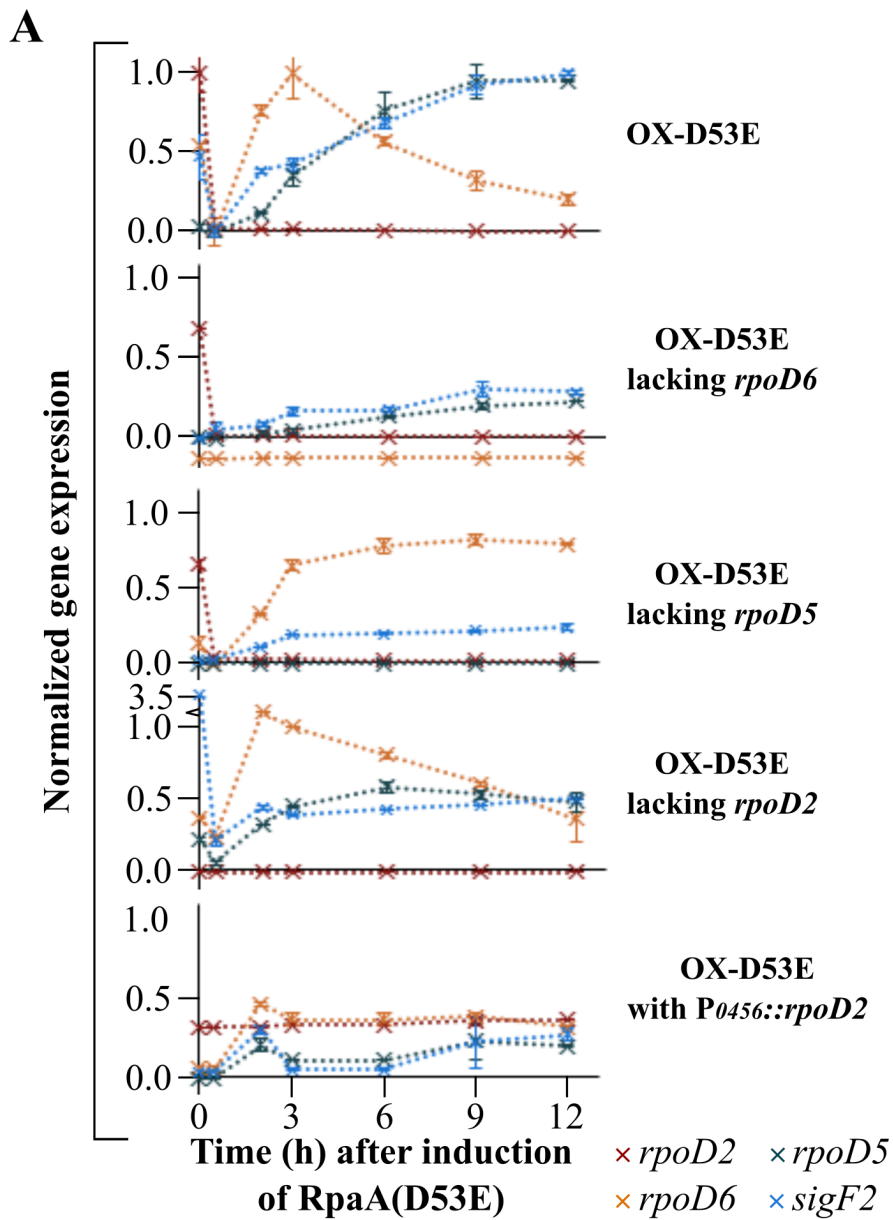 A
Normalized gene expression
1.0
0.5
0.0
OX-D53E
1.0
0.5
0.0
OX-D53E
lacking rpoD6
1.0
0.5
0.0
OX-D53E
lacking rpoD5
3.5
<
1.0
0.5
0.0
OX-D53E
lacking rpoD2
1.0
0.5
0.0
OX-D53E
with P0456::rpoD2
0 3 6 9 12
Time (h) after induction
of RpaA(D53E)
× rpoD2 × rpoD5
× rpoD6 × sigF2